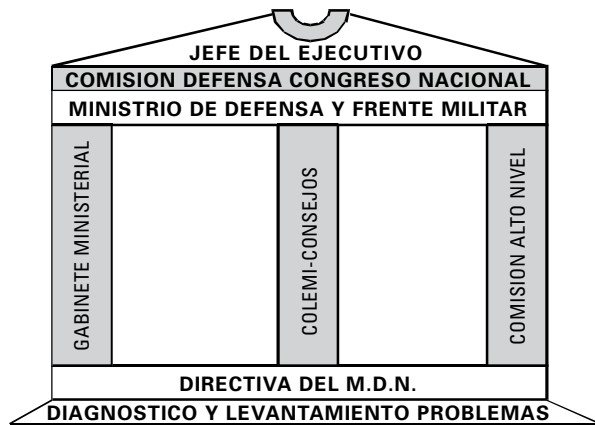 JEFE DEL EJECUTIVO
COMISION DEFENSA CONGRESO NACIONAL
MINISTRIO DE DEFENSA Y FRENTE MILITAR
GABINETE MINISTERIAL
COLEMI-CONSEJOS
COMISION ALTO NIVEL
DIRECTIVA DEL M.D.N.
DIAGNOSTICO Y LEVANTAMIENTO PROBLEMAS